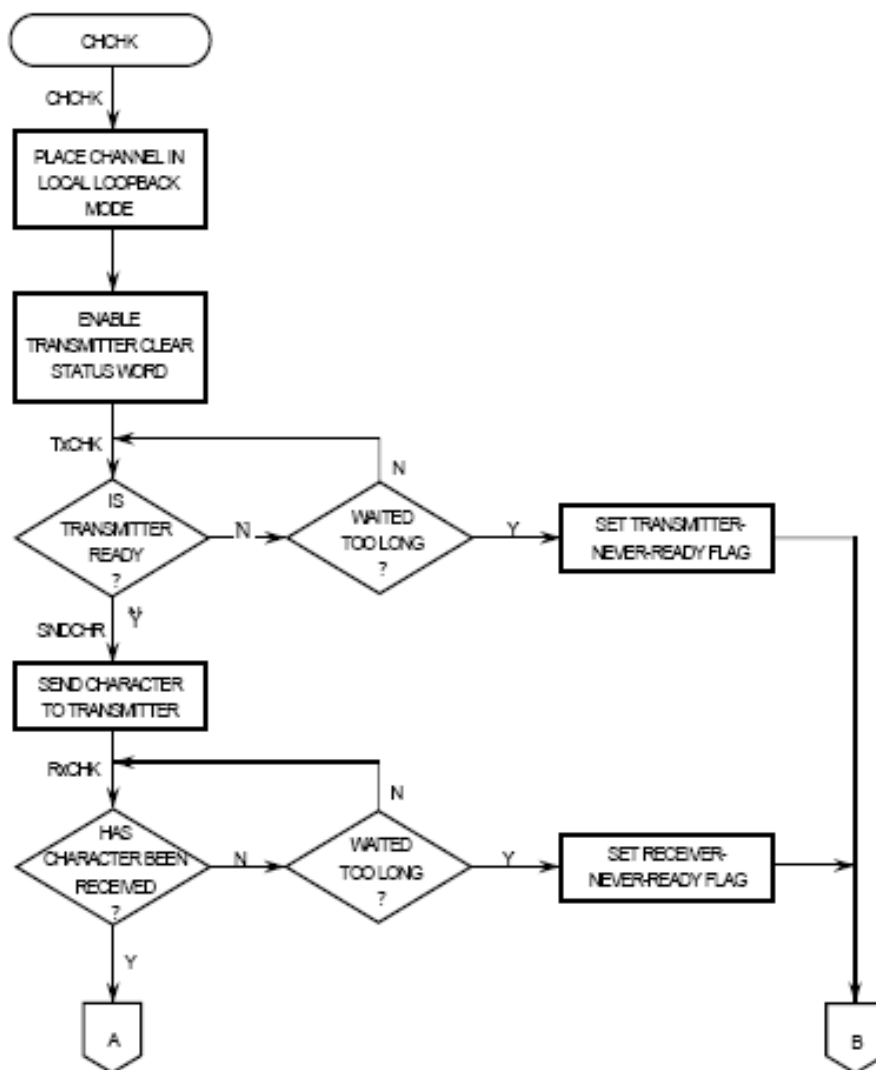 CHCHK
CHCHK
PLACE CHANNEL IN
LOCAL LOOPBACK
MODE
ENABLE
TRANSMITTER CLEAR
STATUS WORD
TxCHK
N
IS
TRANSMITTER
READY
?
N
WAITED
TOO LONG
?
Y
SET TRANSMITTER-
NEVER-READY FLAG
Y
SNDCHR
SEND CHARACTER
TO TRANSMITTER
RxCHK
N
HAS
CHARACTER BEEN
RECEIVED
?
N
WAITED
TOO LONG
?
Y
SET RECEIVER-
NEVER-READY FLAG
Y
A
B